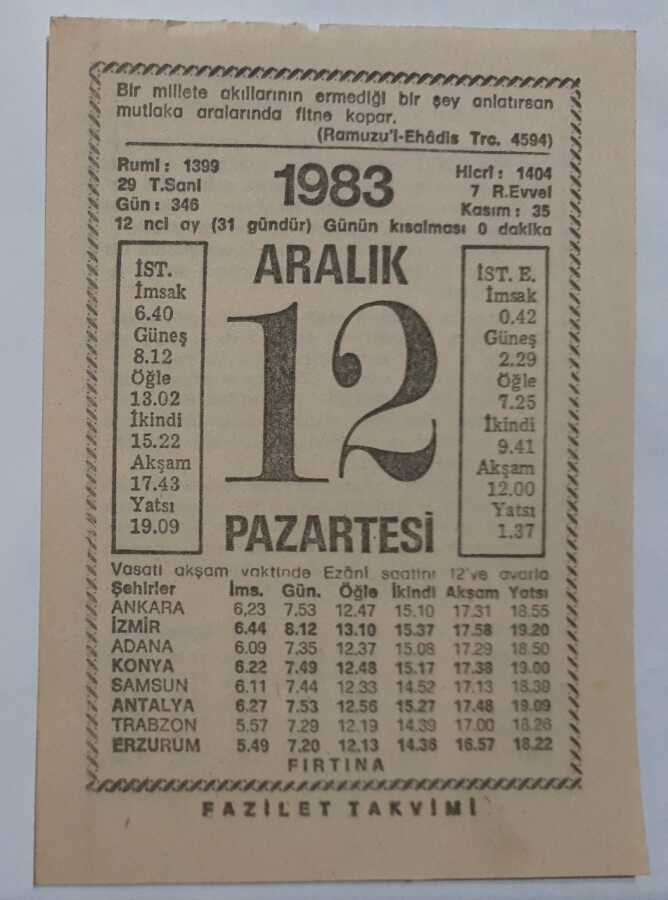 Bir millete akıllarının ermediği bir şey anlatırsan
mutlaka aralarında fitne kopar.
(Ramuzu'l-Ehâdis Trc. 4594)
Rumî: 1399
29 T.Sani
Gün: 346
1983
Hicrî: 1404
7 R.Evvel
Kasım: 35
12 nci ay (31 gündür) Günün kısalması 0 dakika
İST.
İmsak
6.40
Güneş
8.12
Öğle
13.02
İkindi
15.22
Akşam
17.43
Yatsı
19.09
ARALIK
12
PAZARTESİ
İST. E.
İmsak
0.42
Güneş
2.29
Öğle
7.25
İkindi
9.41
Akşam
12.00
Yatsı
1.37
Vasatî akşam vaktinde Ezânî saatini 12've avarla
Şehirler İms. Gün. Öğle İkindi Akşam Yatsı
ANKARA 6,23 7.53 12.47 15.10 17.31 18.55
İZMİR 6.44 8.12 13.10 15.37 17.58 19.20
ADANA 6.09 7.35 12.37 15.08 17.29 18.50
KONYA 6.22 7.49 12.48 15.17 17.38 19.00
SAMSUN 6.11 7.44 12.33 14.52 17.13 18.39
ANTALYA 6.27 7.53 12.56 15.27 17.48 19.09
TRABZON 5.57 7.29 12.19 14.39 17.00 18.26
ERZURUM 5.49 7.20 12.13 14.36 16.57 18.22
FIRTINA
FAZİLET TAKVİMİ